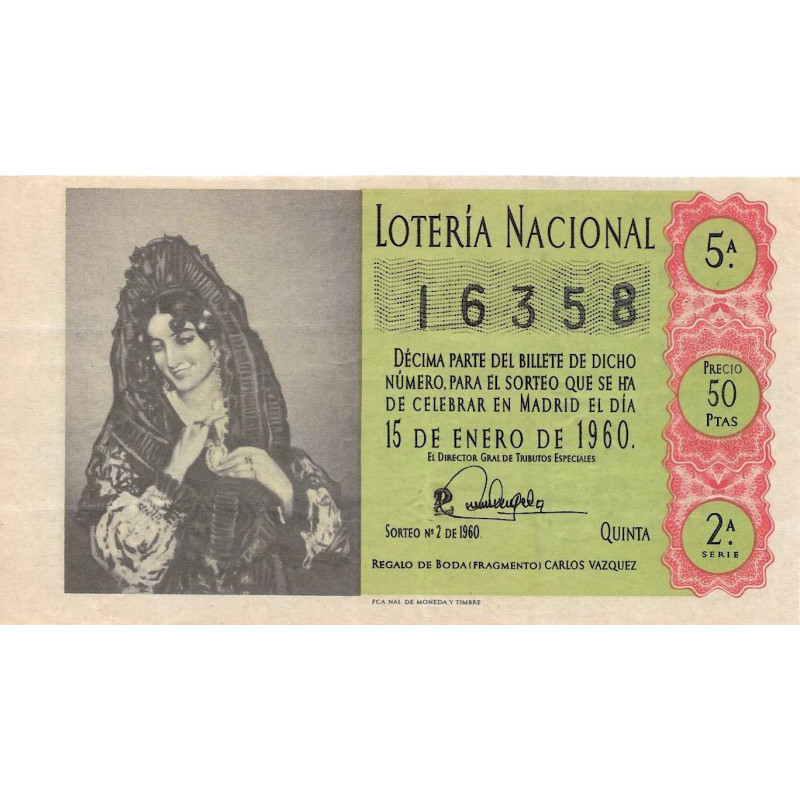 LOTERÍA NACIONAL
16358
DÉCIMA PARTE DEL BILLETE DE DICHO
NÚMERO, PARA EL SORTEO QUE SE HA
DE CELEBRAR EN MADRID EL DÍA
15 DE ENERO DE 1960.
EL DIRECTOR GRAL DE TRIBUTOS ESPECIALES
SORTEO Nº 2 DE 1960. QUINTA
REGALO DE BODA (FRAGMENTO) CARLOS VAZQUEZ
FCA NAL DE MONEDA Y TIMBRE
5.ᴬ
PRECIO
50
PTAS
2.ᴬ
SERIE